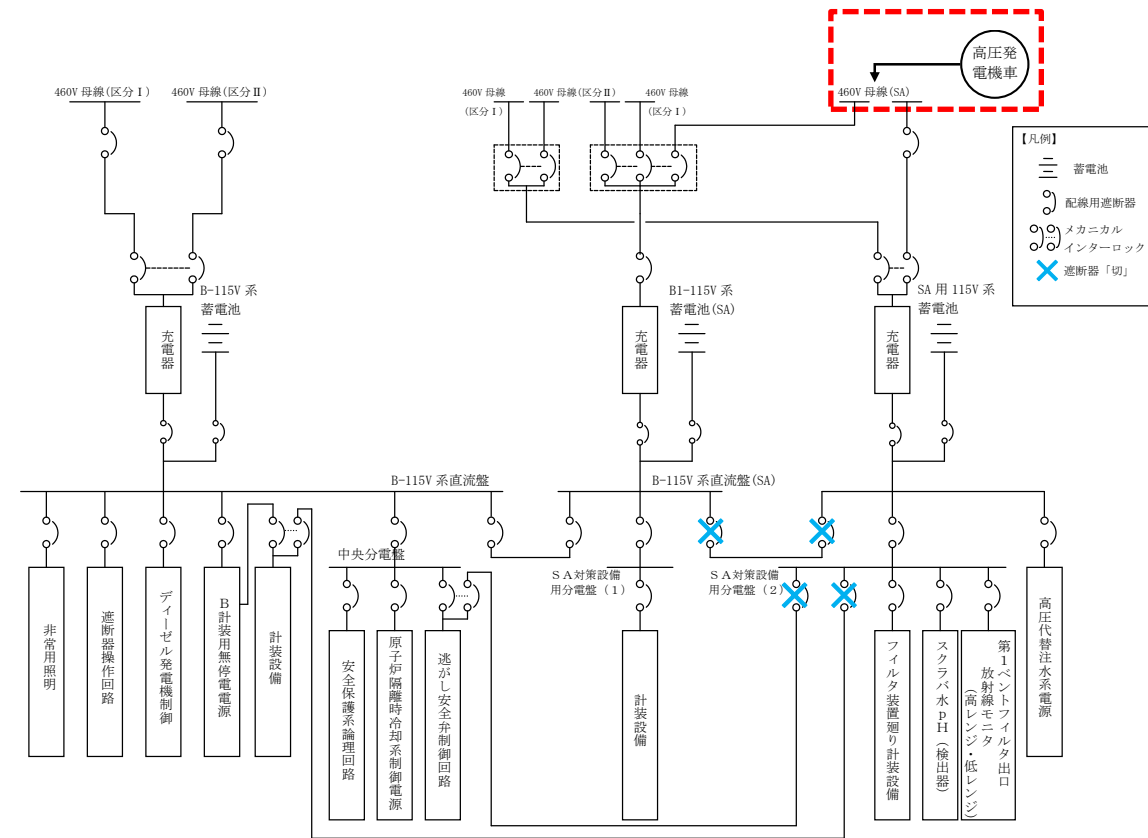 高圧発
電機車
460V 母線(区分Ⅰ)
460V 母線(区分Ⅱ)
460V 母線
(区分Ⅰ)
460V 母線(区分Ⅱ)
460V 母線
(区分Ⅰ)
460V 母線(SA)
【凡例】
蓄電池
配線用遮断器
メカニカル
インターロック
遮断器「切」
B-115V 系
蓄電池
B1-115V 系
蓄電池(SA)
SA 用 115V 系
蓄電池
充電器
充電器
充電器
B-115V 系直流盤
B-115V 系直流盤(SA)
中央分電盤
SA対策設備
用分電盤(1)
SA対策設備
用分電盤(2)
非常用照明
遮断器操作回路
ディーゼル発電機制御
B計装用無停電電源
計装設備
安全保護系論理回路
原子炉隔離時冷却系制御電源
逃がし安全弁制御回路
計装設備
フィルタ装置廻り計装設備
スクラバ水pH(検出器)
第1ベントフィルタ出口
放射線モニタ
(高レンジ・低レンジ)
高圧代替注水系電源